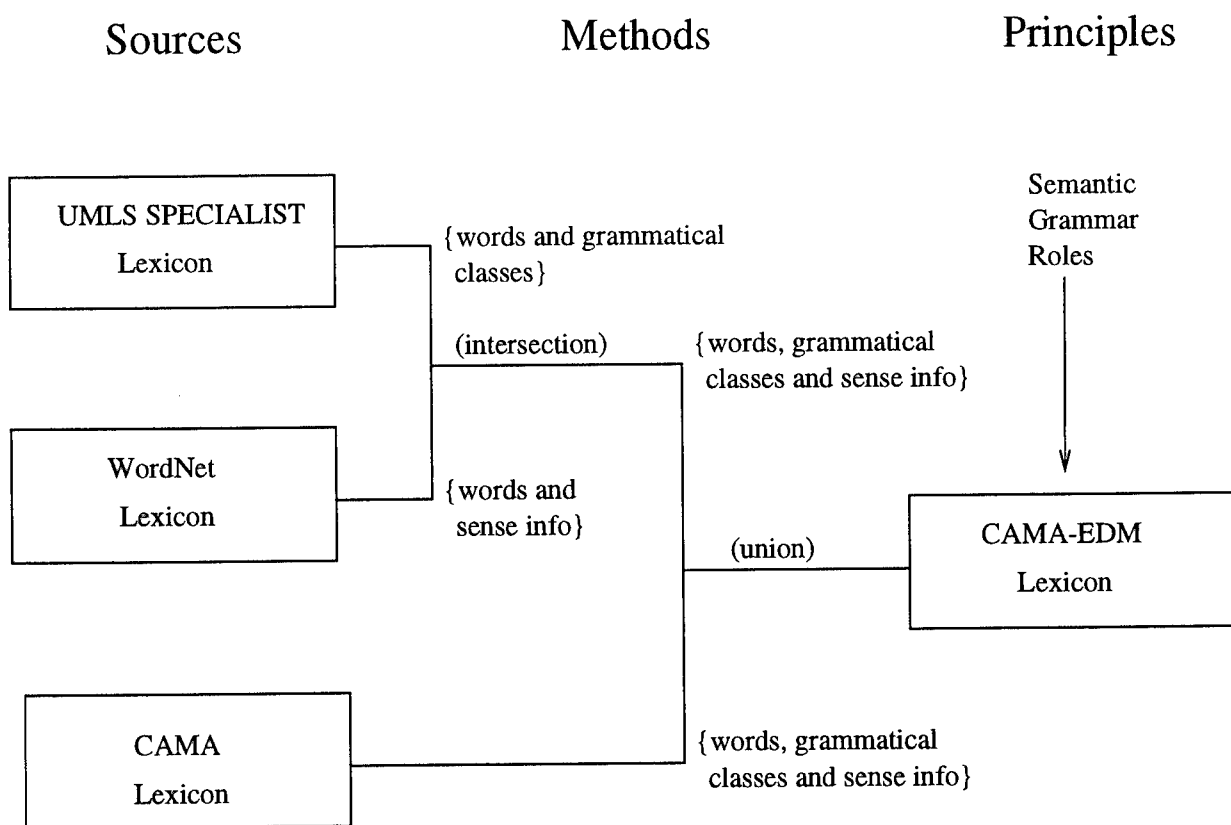 Sources
Methods
Principles
UMLS SPECIALIST
Lexicon
{words and grammatical
classes}
Semantic
Grammar
Roles
(intersection)
{words, grammatical
classes and sense info}
WordNet
Lexicon
{words and
sense info}
(union)
CAMA-EDM
Lexicon
CAMA
Lexicon
{words, grammatical
classes and sense info}